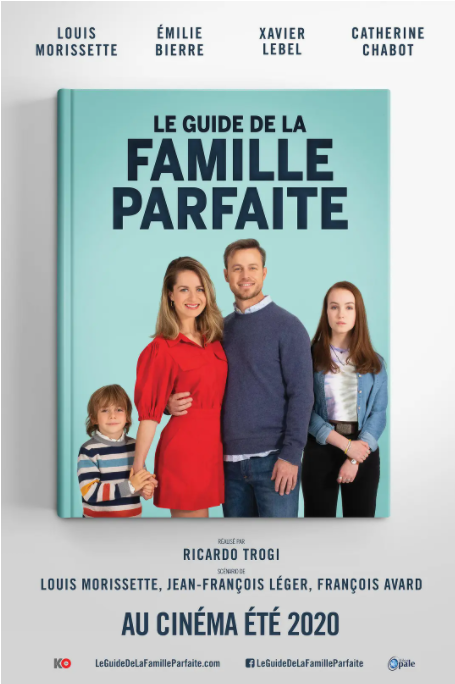 LOUIS MORISSETTE
ÉMILIE BIERRE
XAVIER LEBEL
CATHERINE CHABOT
LE GUIDE DE LA
FAMILLE
PARFAITE
RÉALISÉ PAR
RICARDO TROGI
SCÉNARIO DE
LOUIS MORISSETTE, JEAN-FRANÇOIS LÉGER, FRANÇOIS AVARD
AU CINÉMA ÉTÉ 2020
KO
LeGuideDeLaFamilleParfaite.com
LeGuideDeLaFamilleParfaite
opale